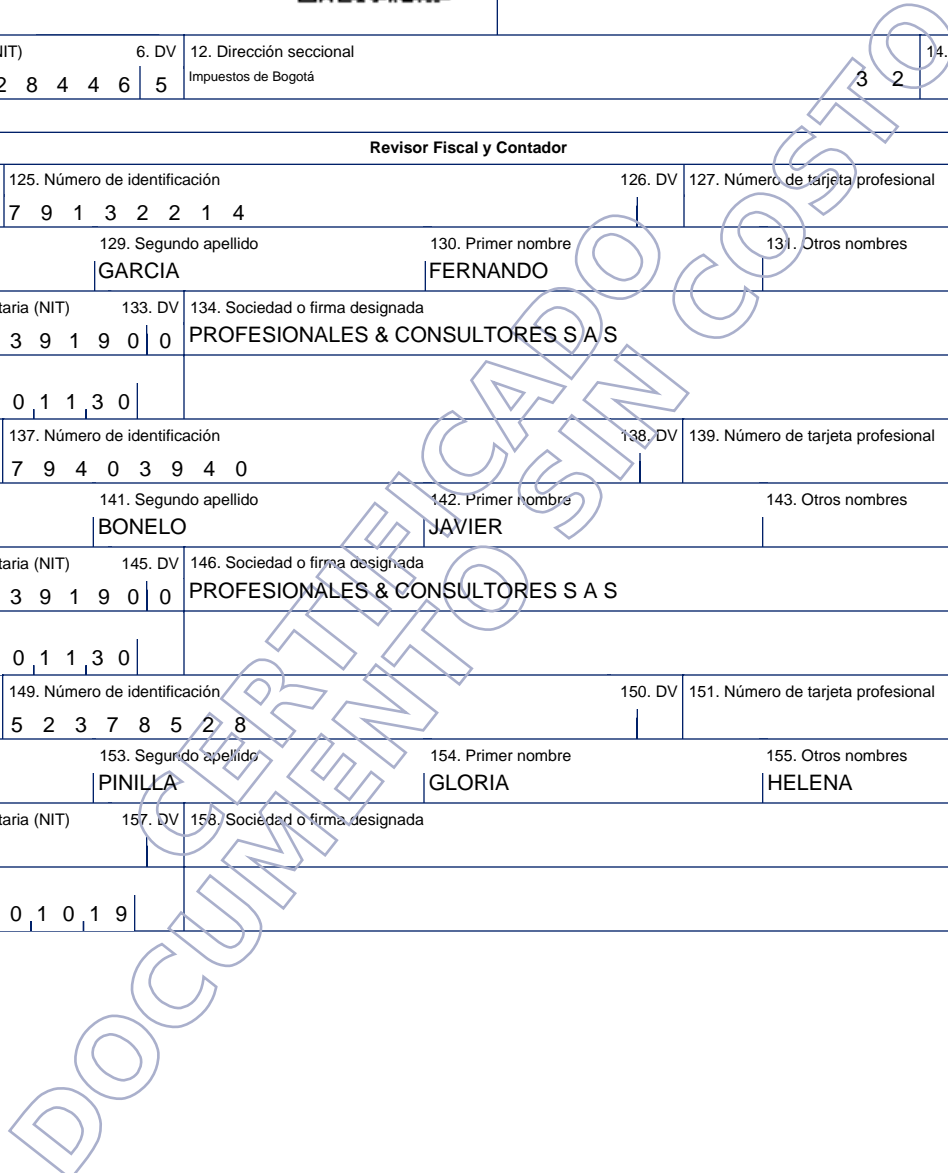 NIT) 6. DV 12. Dirección seccional 14.
2 8 4 4 6 5 Impuestos de Bogotá 3 2
Revisor Fiscal y Contador
125. Número de identificación 126. DV 127. Número de tarjeta profesional
7 9 1 3 2 2 1 4
129. Segundo apellido 130. Primer nombre 131. Otros nombres
GARCIA FERNANDO
taria (NIT) 133. DV 134. Sociedad o firma designada
3 9 1 9 0 0 PROFESIONALES & CONSULTORES S A S
0 1 1 3 0
137. Número de identificación 138. DV 139. Número de tarjeta profesional
7 9 4 0 3 9 4 0
141. Segundo apellido 142. Primer nombre 143. Otros nombres
BONELO JAVIER
taria (NIT) 145. DV 146. Sociedad o firma designada
3 9 1 9 0 0 PROFESIONALES & CONSULTORES S A S
0 1 1 3 0
149. Número de identificación 150. DV 151. Número de tarjeta profesional
5 2 3 7 8 5 2 8
153. Segundo apellido 154. Primer nombre 155. Otros nombres
PINILLA GLORIA HELENA
taria (NIT) 157. DV 158. Sociedad o firma designada
0 1 0 1 9
CERTIFICADO
DOCUMENTO SIN COSTO